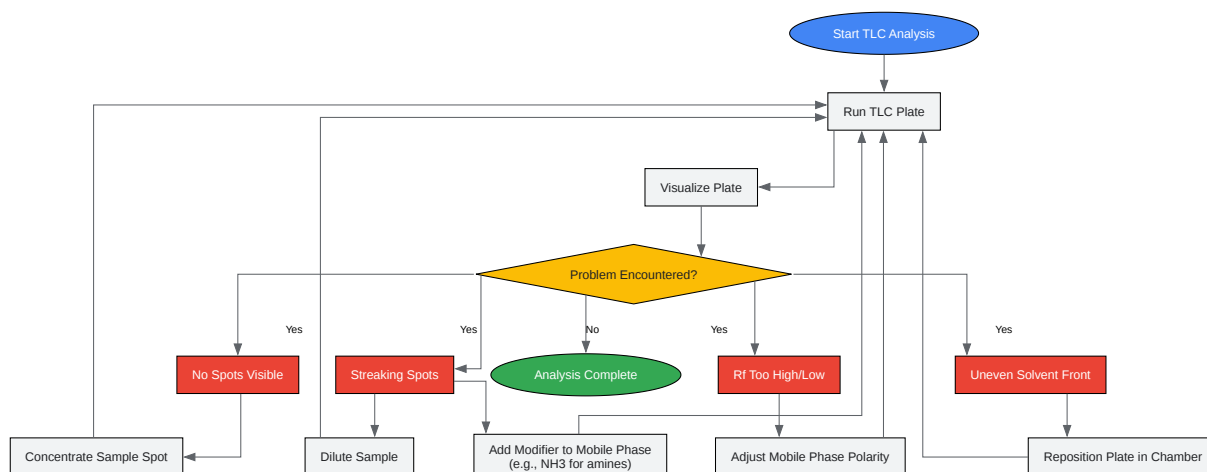 Start TLC Analysis
Run TLC Plate
Visualize Plate
Problem Encountered?
Yes
Yes
No
Yes
Yes
No Spots Visible
Streaking Spots
Analysis Complete
Rf Too High/Low
Uneven Solvent Front
Concentrate Sample Spot
Dilute Sample
Add Modifier to Mobile Phase
(e.g., NH3 for amines)
Adjust Mobile Phase Polarity
Reposition Plate in Chamber